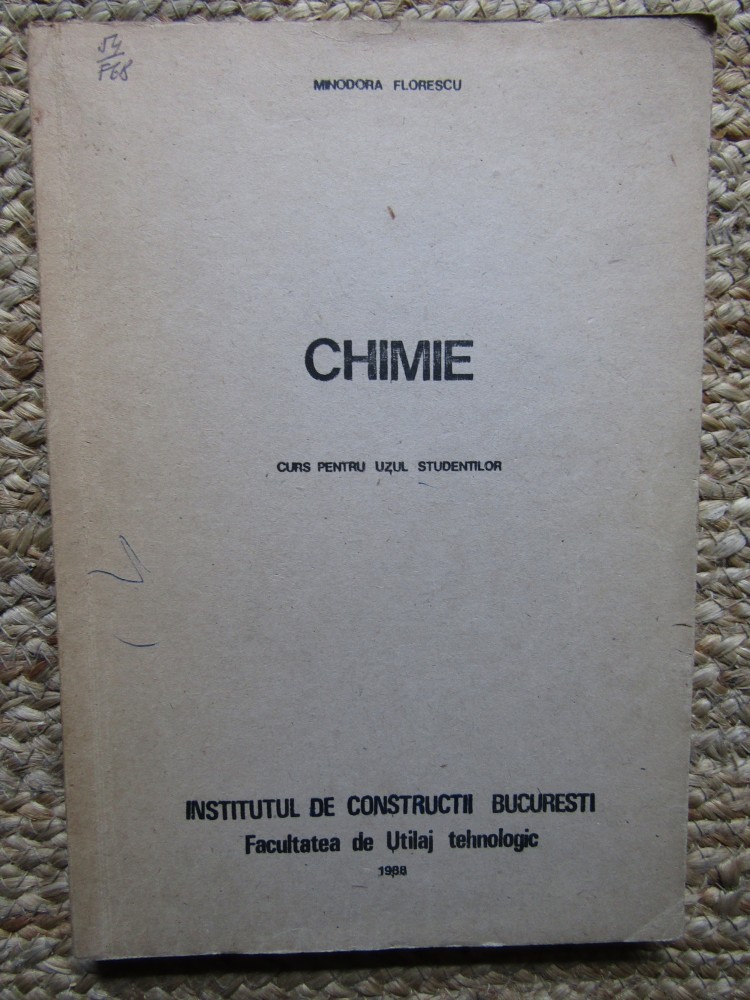 54
F68
MINODORA FLORESCU
CHIMIE
CURS PENTRU UZUL STUDENTILOR
INSTITUTUL DE CONSTRUCTII BUCURESTI
Facultatea de Utilaj tehnologic
1988